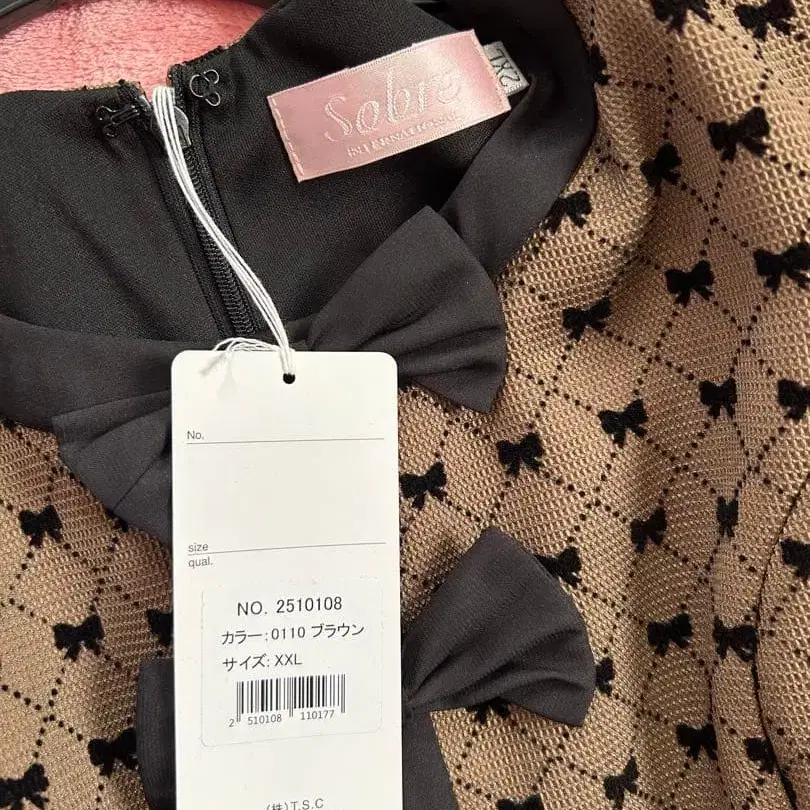 Sobre
INTERNATIONAL
2XL
No.
size
qual.
NO. 2510108
カラー:0110 ブラウン
サイズ: XXL
2 510108 110177
(株)T.S.C